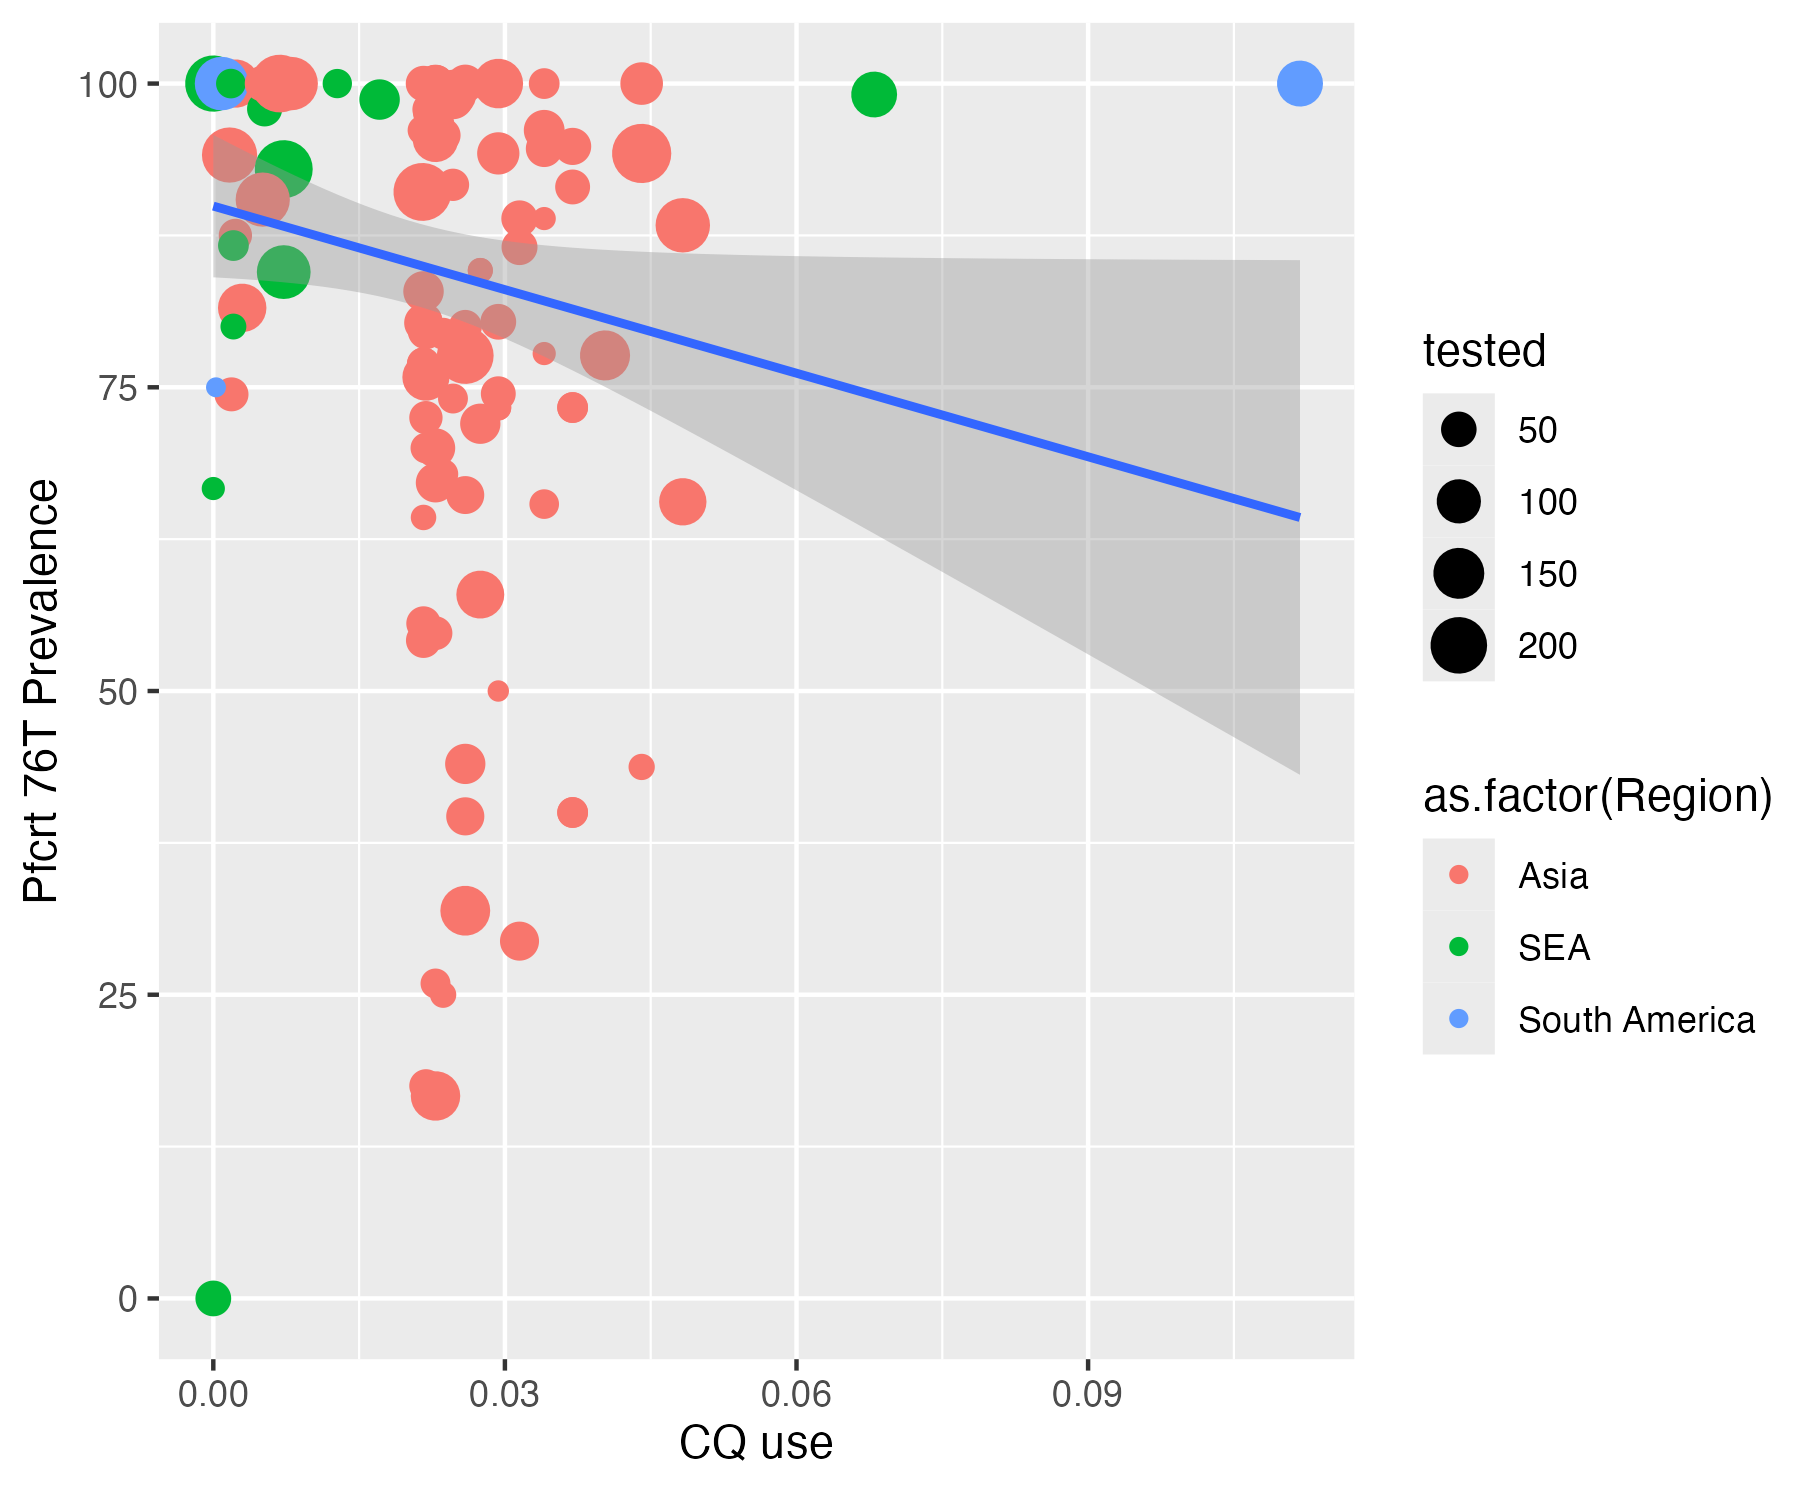 100
75
50
25
0
Pfcrt 76T Prevalence
0.00
0.03
0.06
0.09
CQ use
tested
50
100
150
200
as.factor(Region)
Asia
SEA
South America